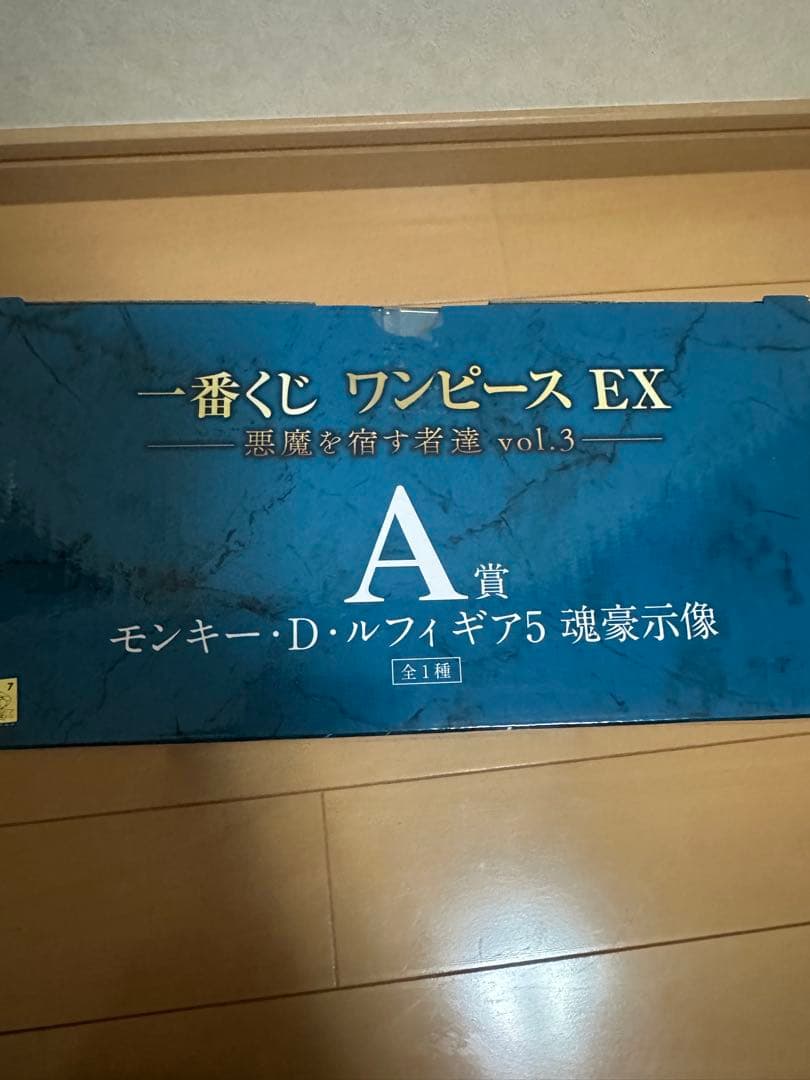 一番くじ ワンピース EX
悪魔を宿す者達 vol.3
A賞
モンキー・D・ルフィ ギア5 魂豪示像
全1種
7